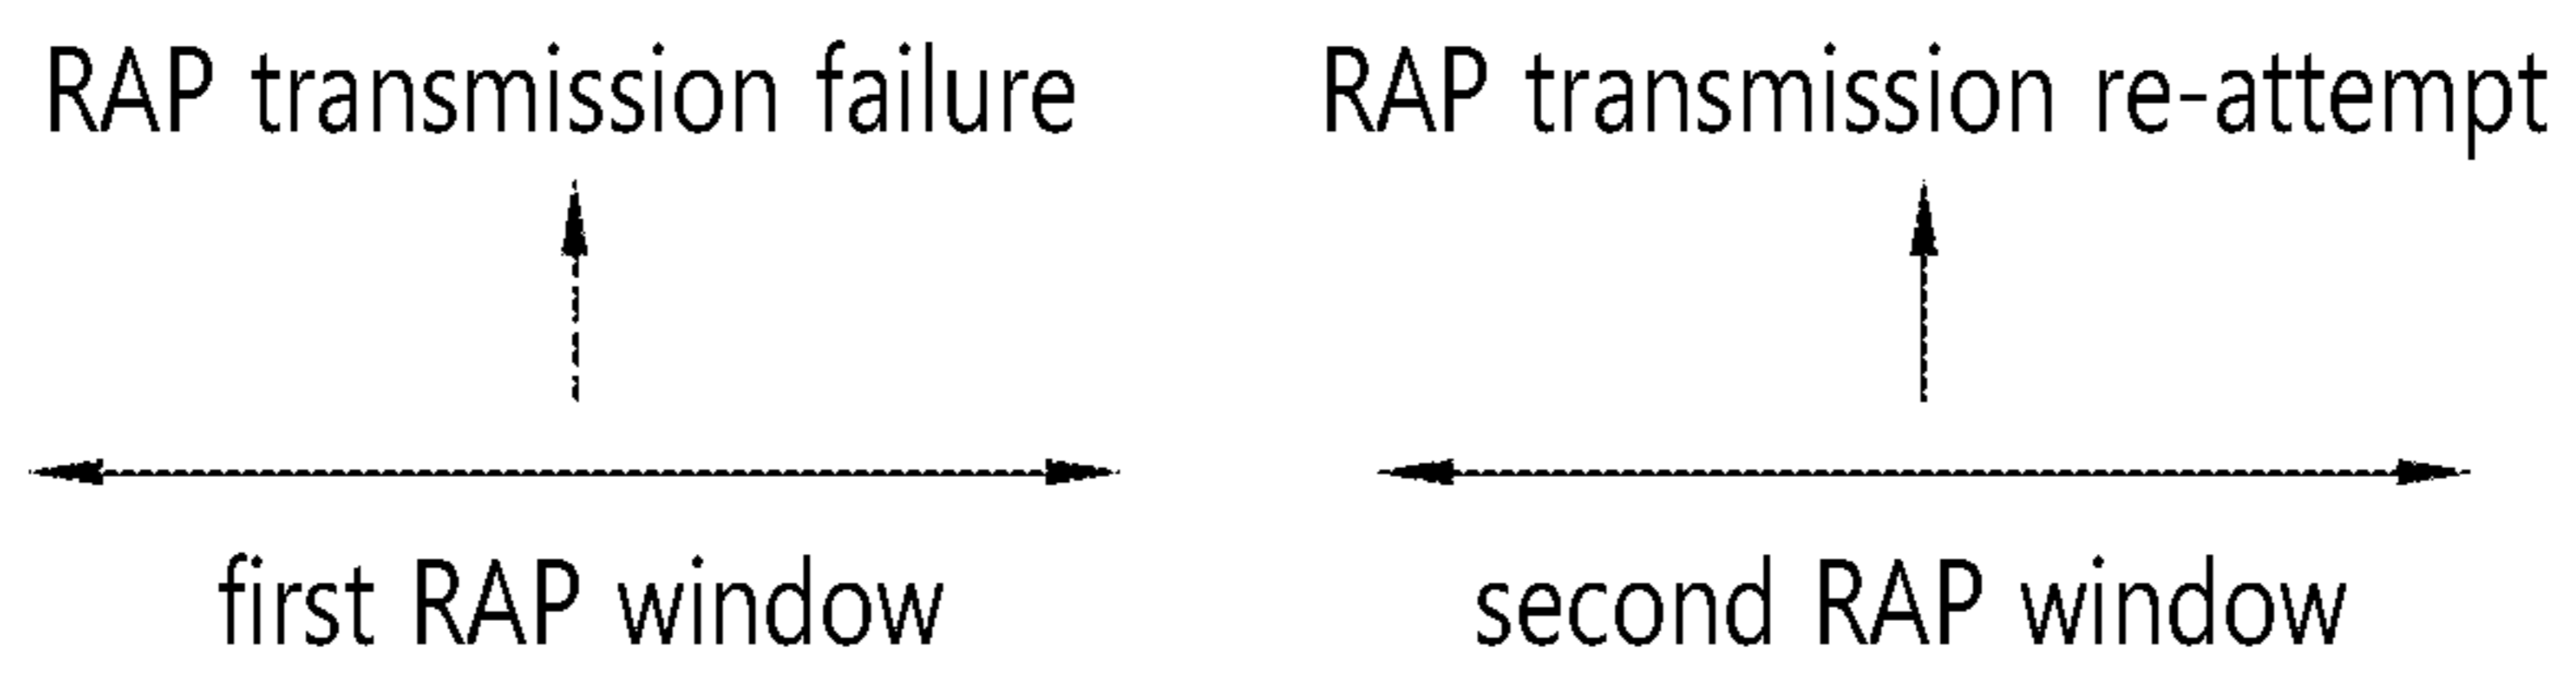 RAP transmission failure
RAP transmission re-attempt
first RAP window
second RAP window